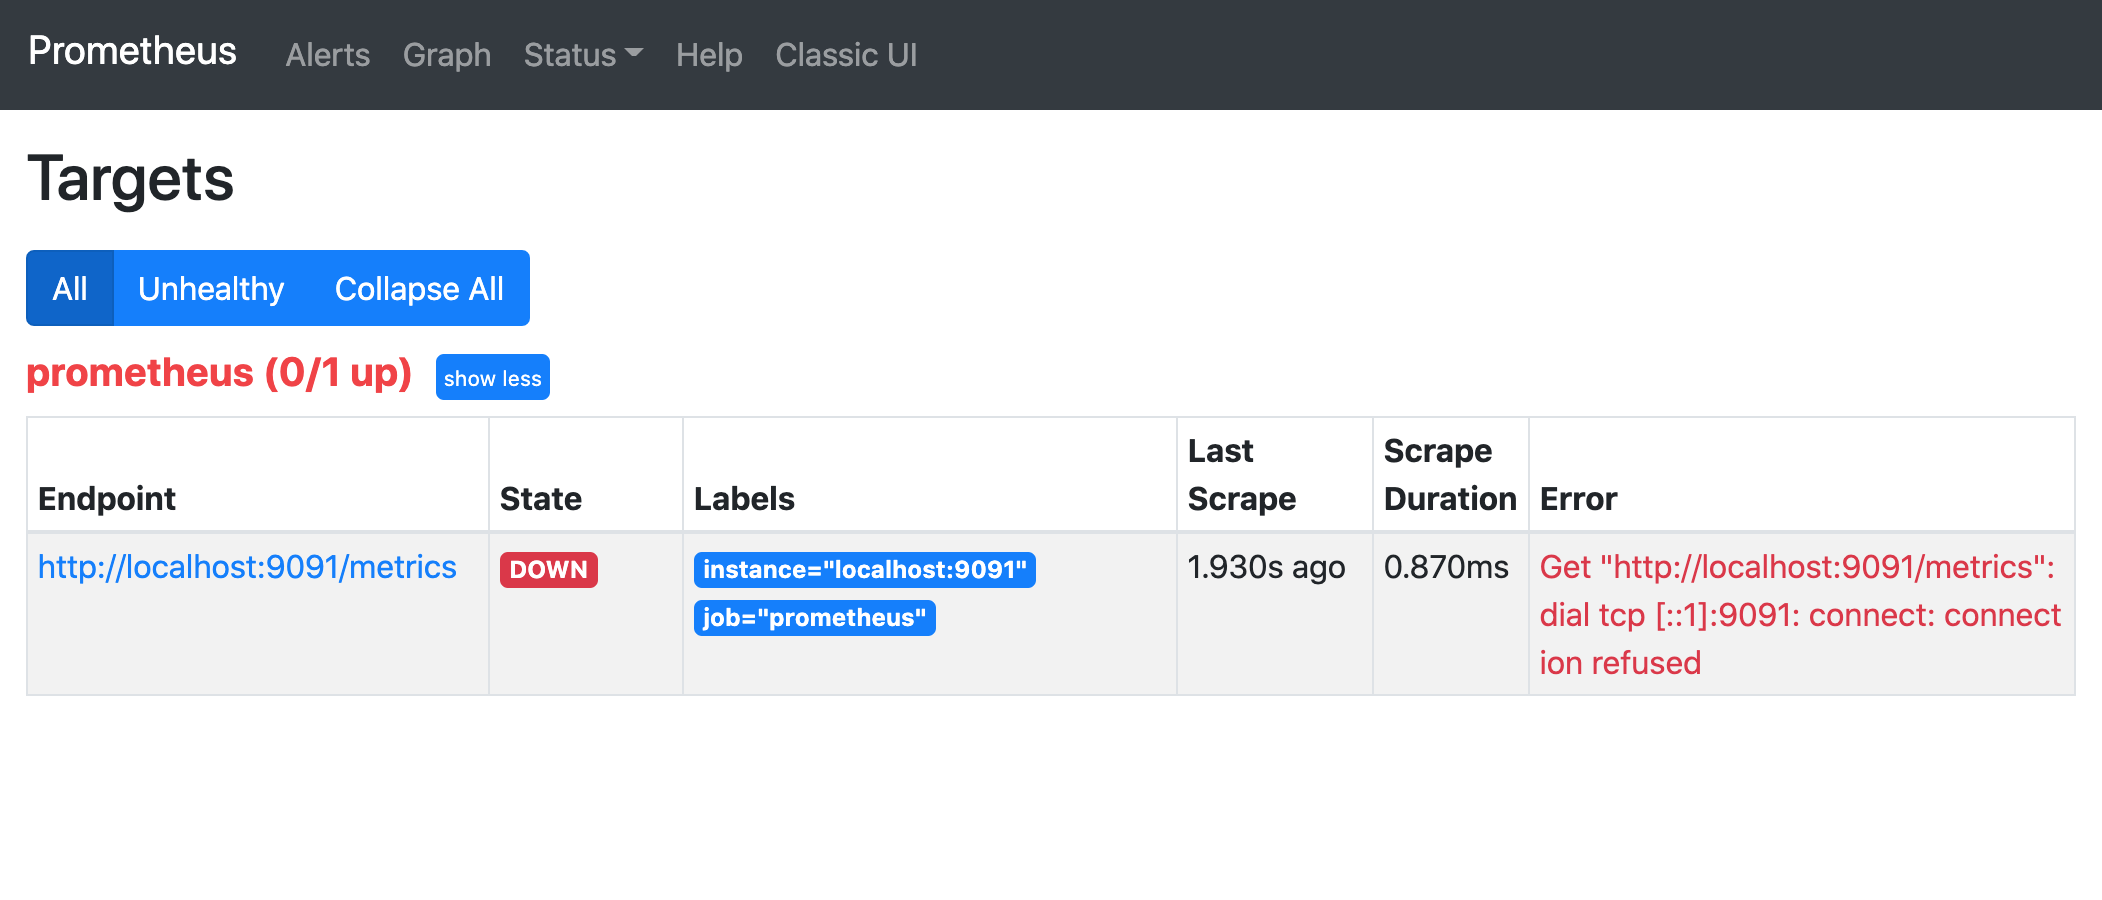 Prometheus Alerts Graph Status Help Classic UI
Targets
All Unhealthy Collapse All
prometheus (0/1 up) show less
Endpoint State Labels Last Scrape Scrape Duration Error
http://localhost:9091/metrics DOWN instance="localhost:9091" 1.930s ago 0.870ms Get "http://localhost:9091/metrics":
job="prometheus" dial tcp [::1]:9091: connect: connect
ion refused